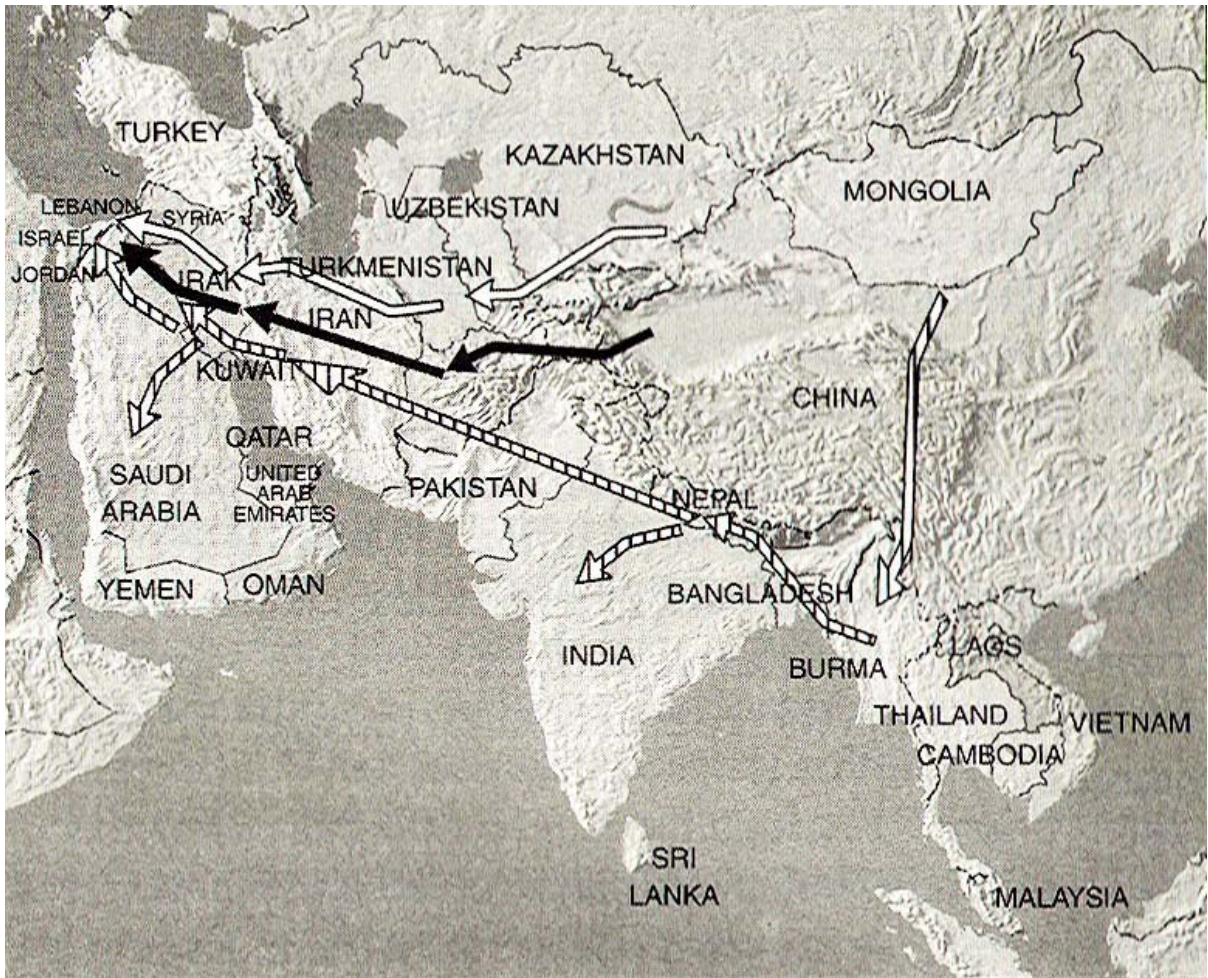 TURKEY
KAZAKHSTAN
MONGOLIA
LEBANON
SYRIA
UZBEKISTAN
ISRAEL
JORDAN
IRAK
TURKMENISTAN
IRAN
KUWAIT
CHINA
QATAR
SAUDI
ARABIA
UNITED
ARAB
EMIRATES
PAKISTAN
NEPAL
YEMEN
OMAN
BANGLADESH
INDIA
BURMA
LAOS
THAILAND
VIETNAM
CAMBODIA
SRI
LANKA
MALAYSIA